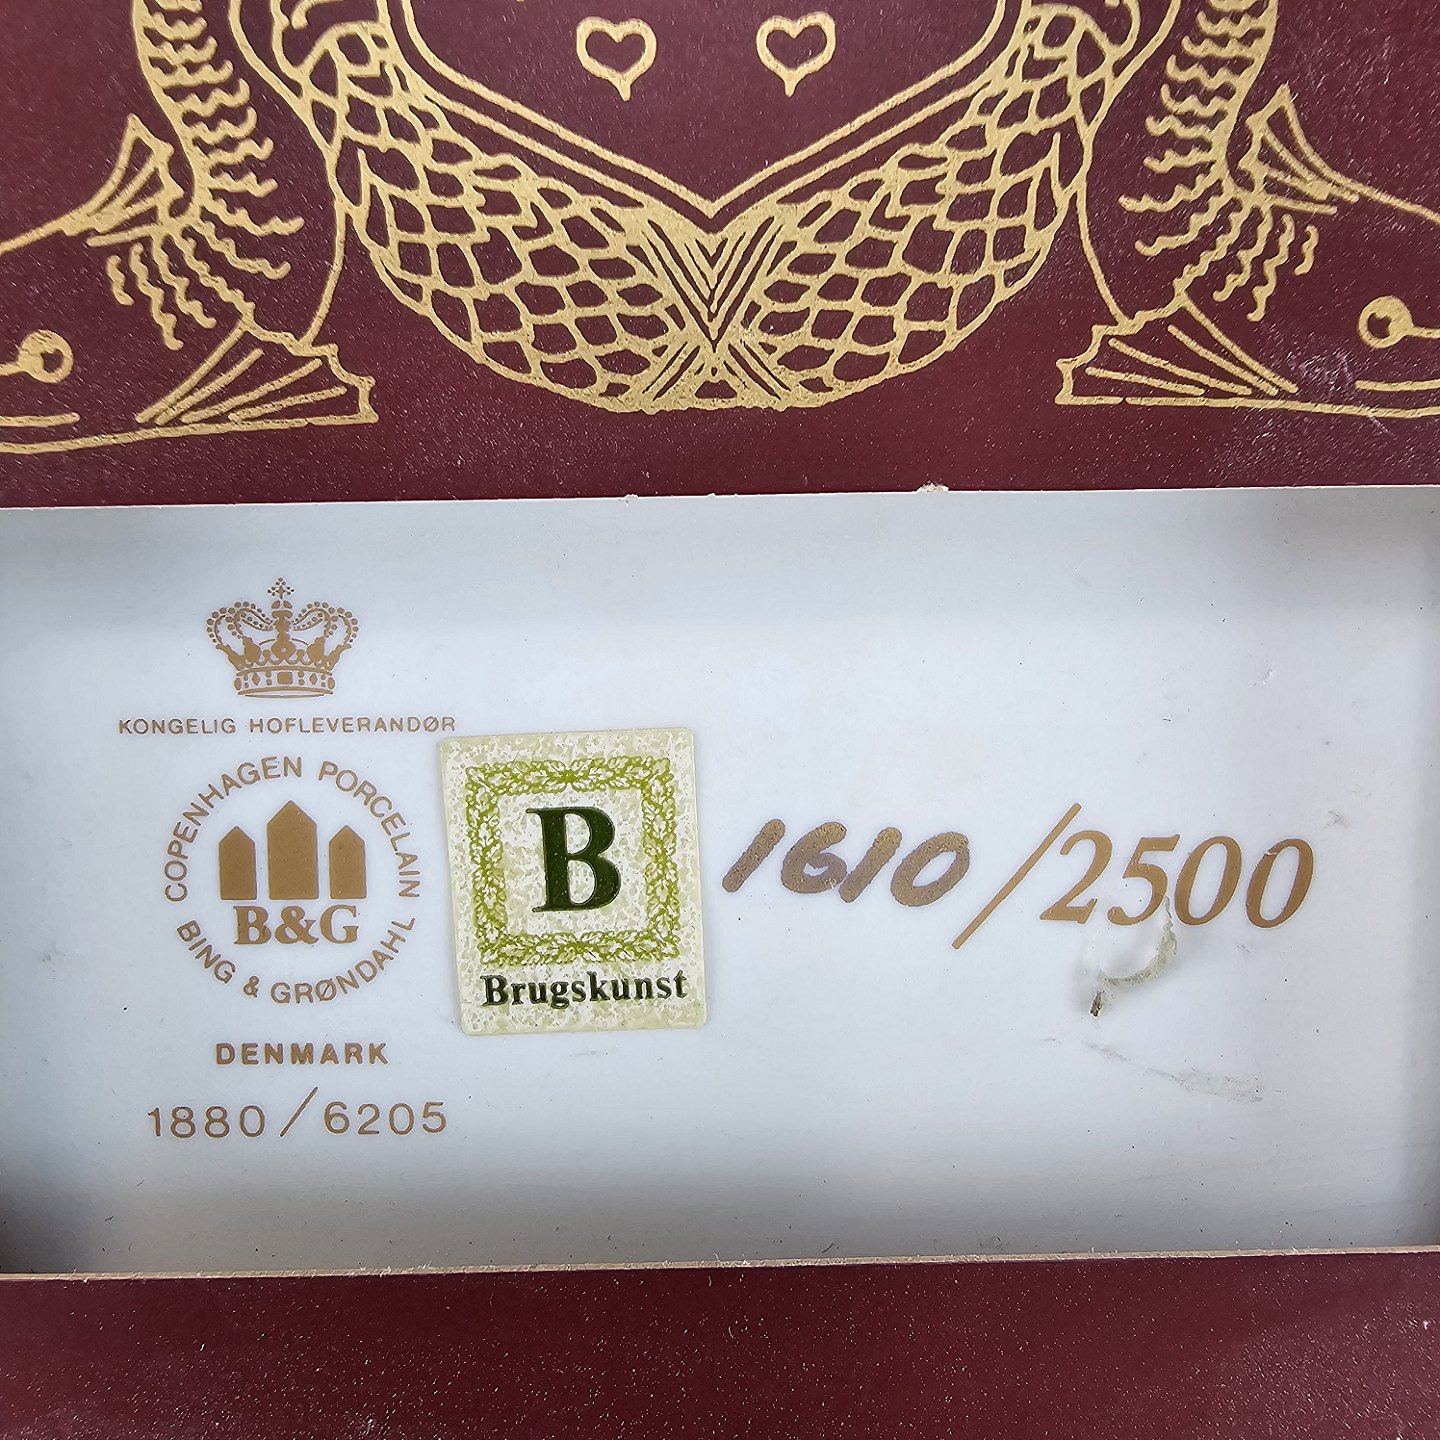 KONGELIG HOFLEVERANDØR
COPENHAGEN PORCELAIN
B&G
BING & GRØNDAHL
DENMARK
1880/6205
B
Brugskunst
1610/2500